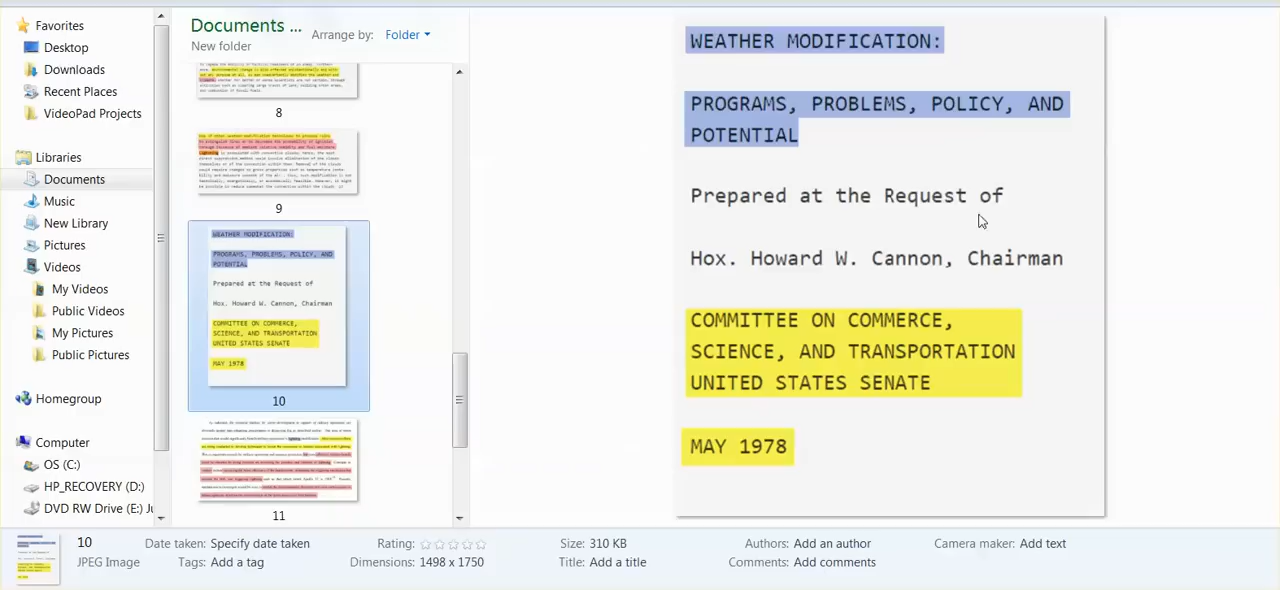 Favorites
Desktop
Downloads
Recent Places
VideoPad Projects
Libraries
Documents
Music
New Library
Pictures
Videos
My Videos
Public Videos
My Pictures
Public Pictures
Homegroup
Computer
OS (C:)
HP_RECOVERY (D:)
DVD RW Drive (E:) Ju
Documents ...
New folder
Arrange by: Folder
8
9
WEATHER MODIFICATION:
PROGRAMS, PROBLEMS, POLICY, AND
POTENTIAL
Prepared at the Request of
Hox. Howard W. Cannon, Chairman
COMMITTEE ON COMMERCE,
SCIENCE, AND TRANSPORTATION
UNITED STATES SENATE
MAY 1978
10
11
WEATHER MODIFICATION:
PROGRAMS, PROBLEMS, POLICY, AND
POTENTIAL
Prepared at the Request of
Hox. Howard W. Cannon, Chairman
COMMITTEE ON COMMERCE,
SCIENCE, AND TRANSPORTATION
UNITED STATES SENATE
MAY 1978
10
JPEG Image
Date taken: Specify date taken
Tags: Add a tag
Rating:
Dimensions: 1498 x 1750
Size: 310 KB
Title: Add a title
Authors: Add an author
Comments: Add comments
Camera maker: Add text